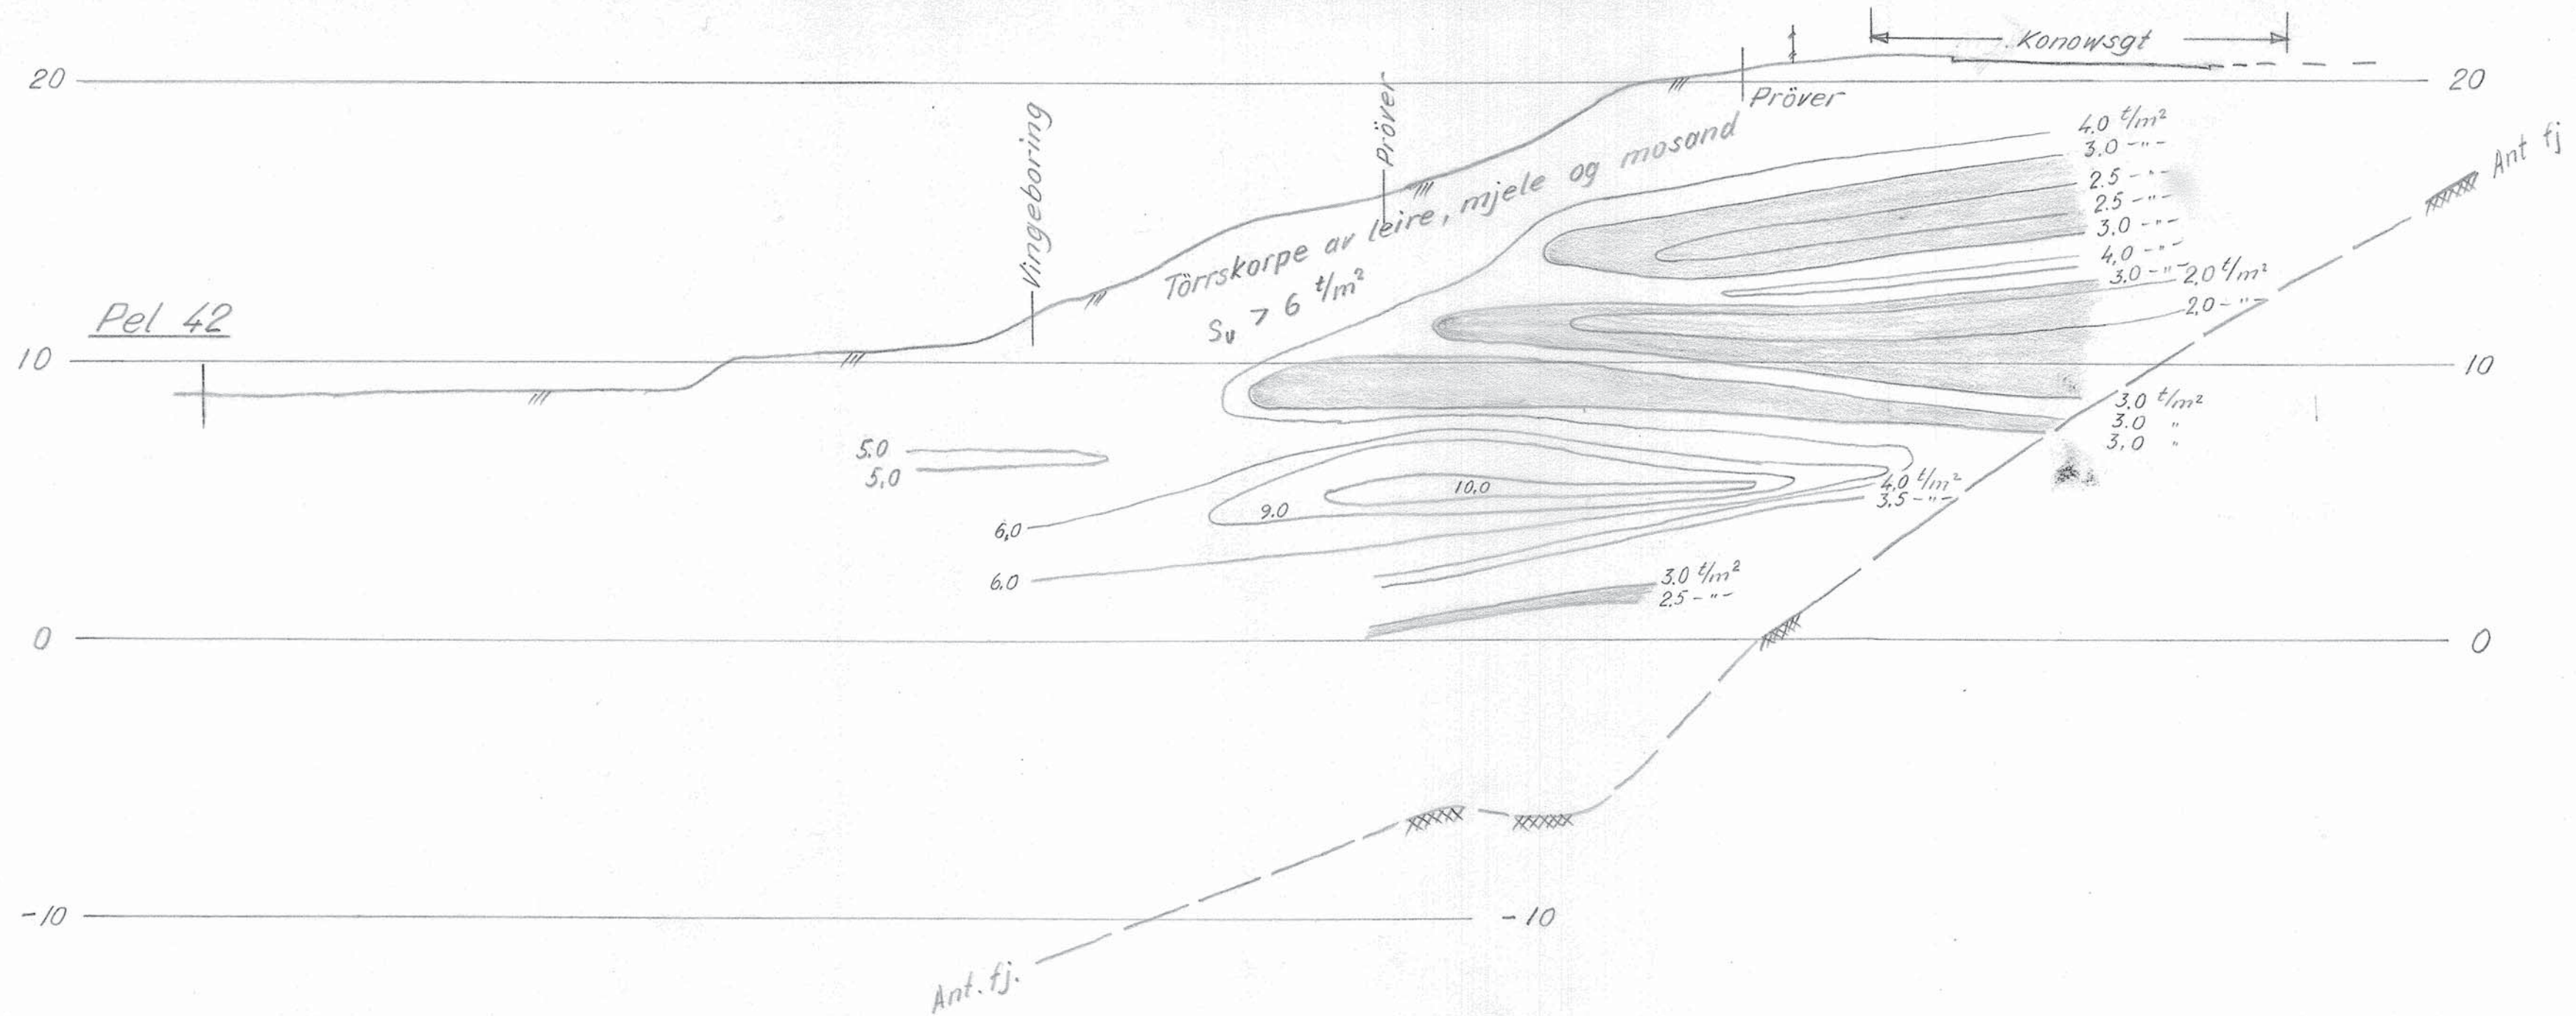 Konowsgt
20
20
Pröver
Pröver
Vingeboring
Törrskorpe av leire, mjele og mosand
Sᵤ > 6 t/m²
4.0 t/m²
3.0 -"-
2.5 -"-
2.5 -"-
3.0 -"-
4.0 -"-
3.0 -"-
2.0 t/m²
2.0 -"-
Ant fj
Pel 42
10
10
3.0 t/m²
3.0 "
3.0 "
5.0
5.0
10.0
9.0
4.0 t/m²
3.5 -"-
6.0
6.0
3.0 t/m²
2.5 -"-
0
0
-10
-10
Ant. fj.